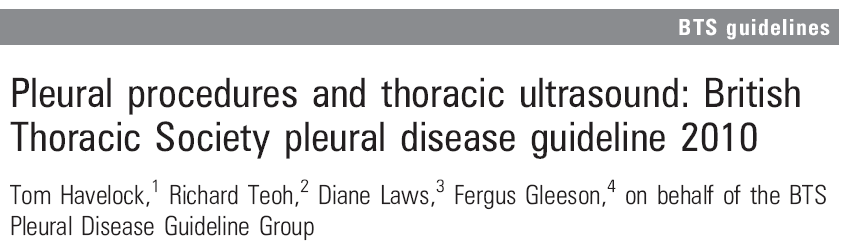 BTS guidelines
Pleural procedures and thoracic ultrasound: British
Thoracic Society pleural disease guideline 2010
Tom Havelock,1 Richard Teoh,2 Diane Laws,3 Fergus Gleeson,4 on behalf of the BTS
Pleural Disease Guideline Group